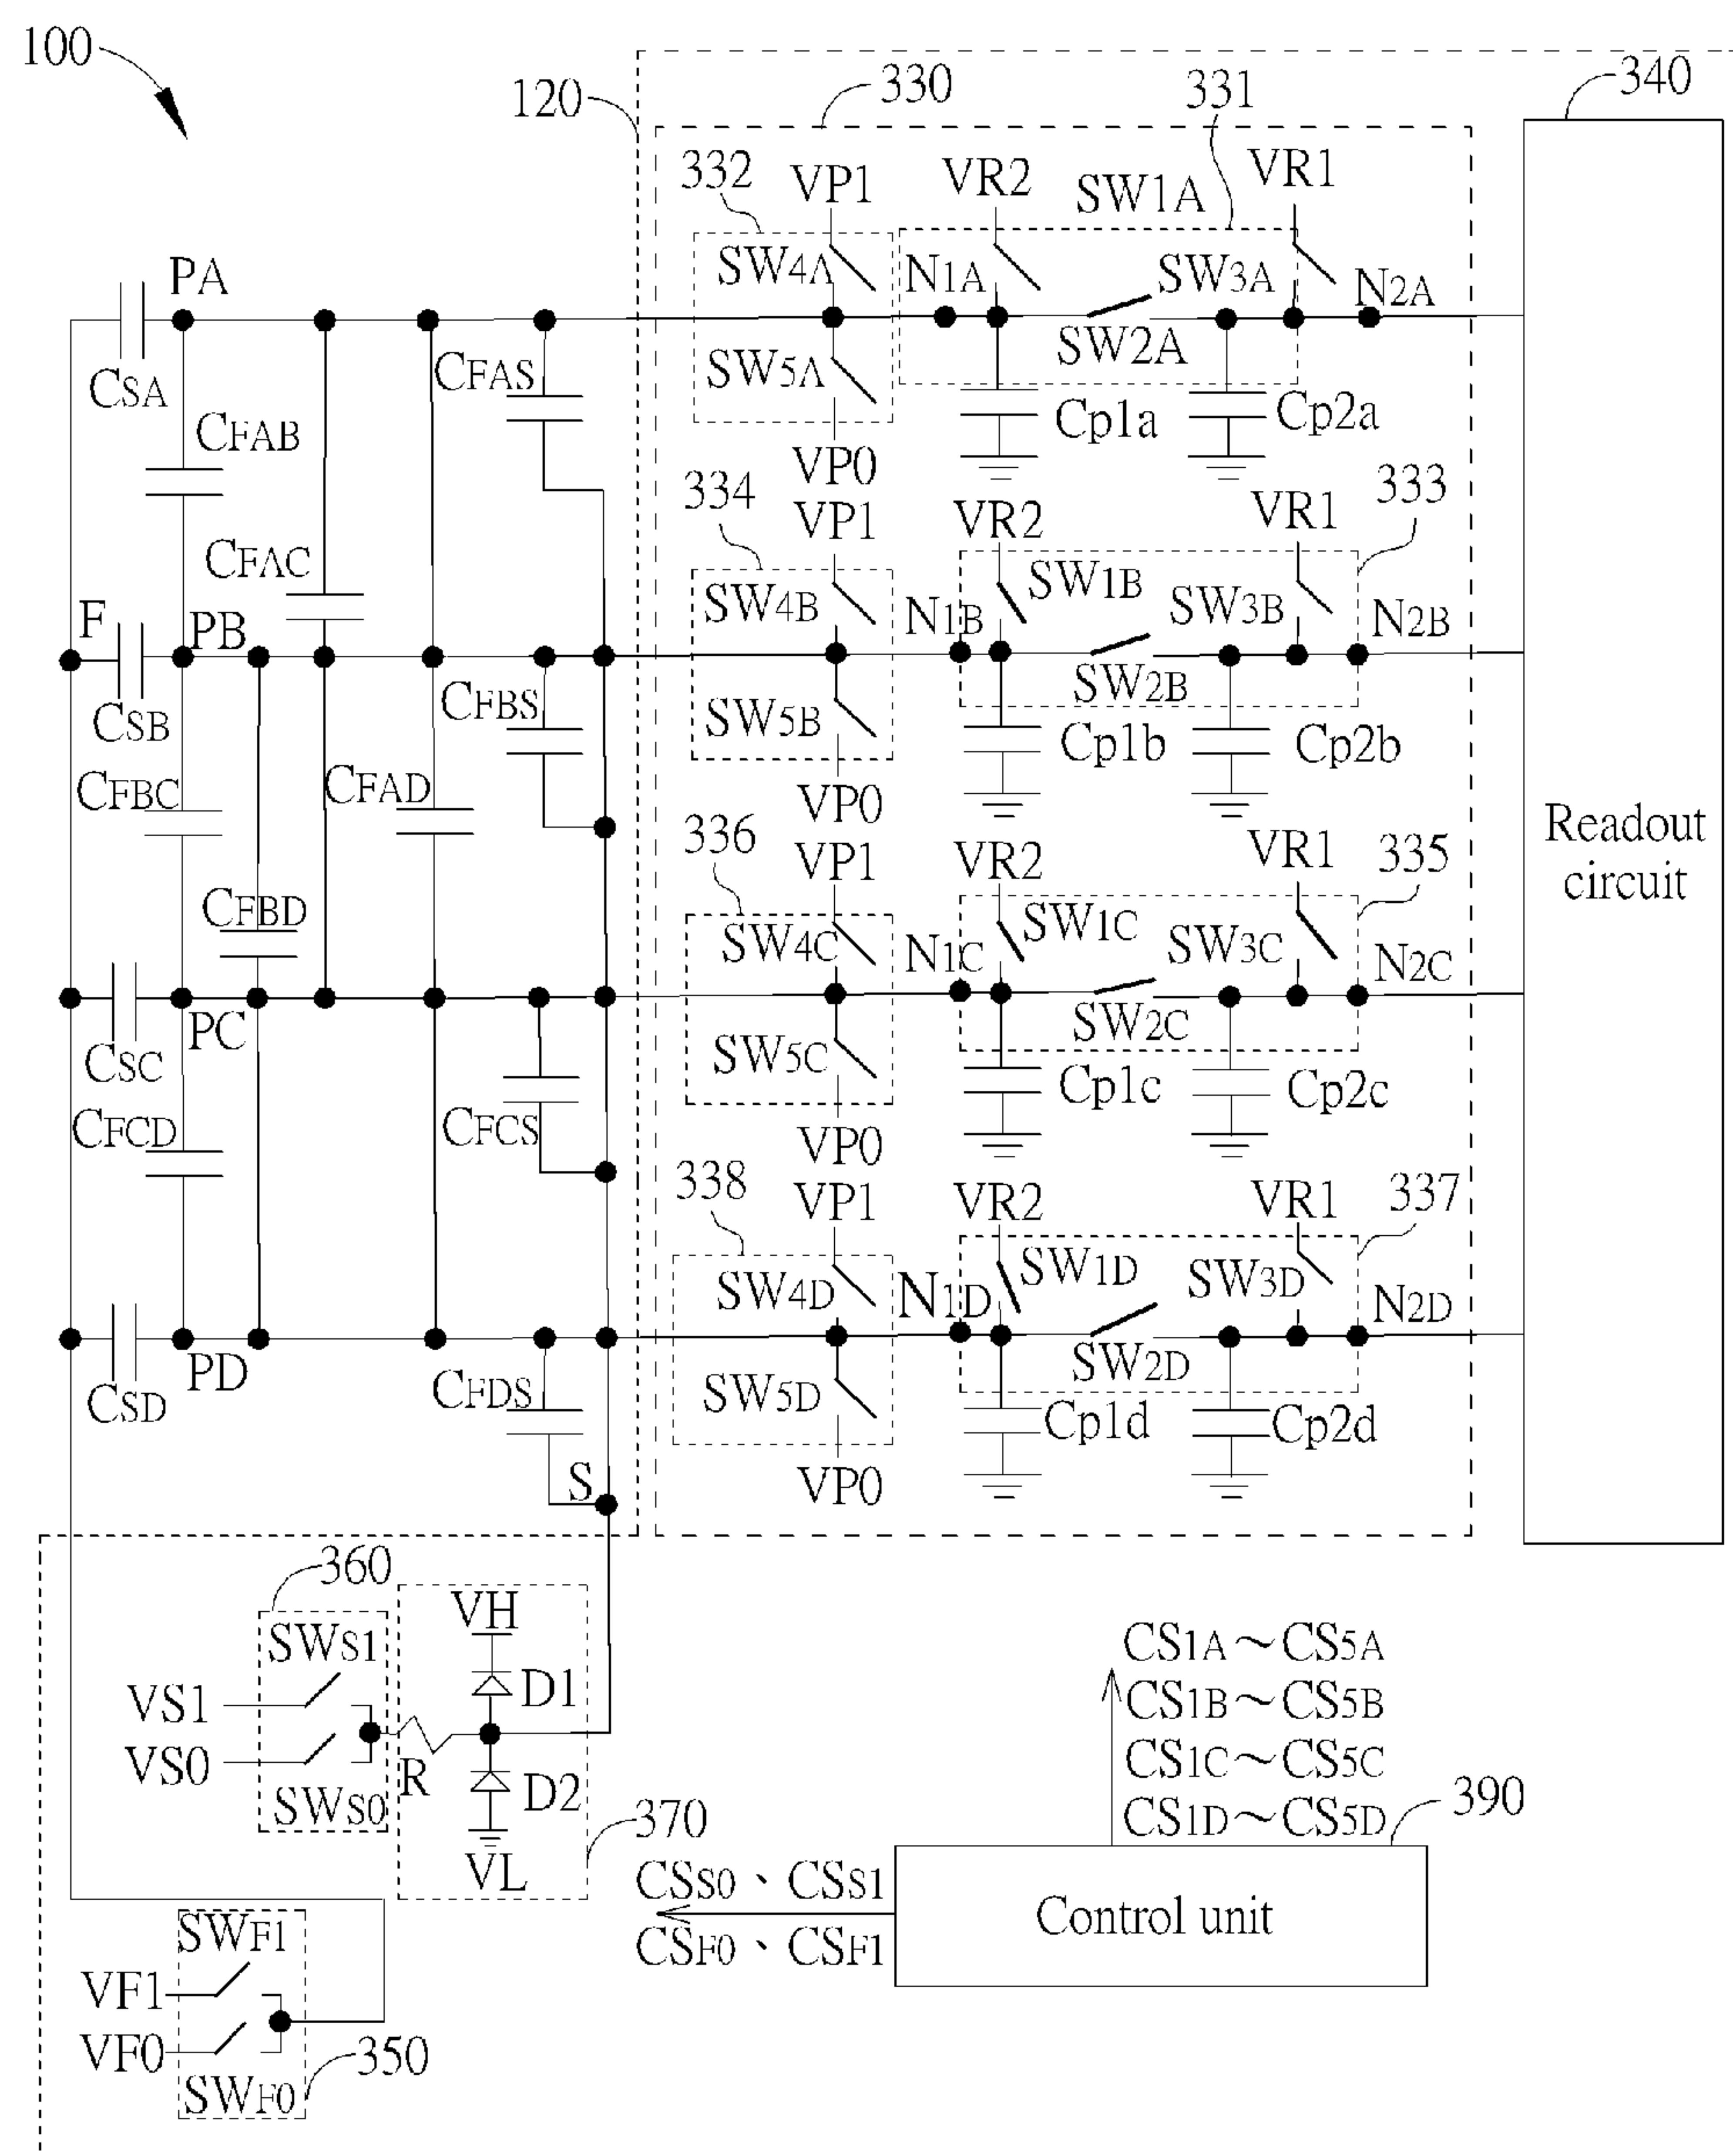 100
120
330
331
340
332
VP1
VR2
SW1A
VR1
PA
SW4A
N1A
SW3A
N2A
CSA
CFAS
SW5A
SW2A
Cp1a
Cp2a
CFAB
VP0
334
VP1
VR2
VR1
333
CFAC
F
PB
SW4B
N1B
SW1B
SW3B
N2B
CSB
CFBS
SW5B
SW2B
Cp1b
Cp2b
CFBC
CFAD
VP0
336
VP1
VR2
VR1
335
Readout
circuit
CFBD
SW4C
N1C
SW1C
SW3C
N2C
PC
CSC
SW5C
SW2C
Cp1c
Cp2c
CFCD
CFCS
VP0
338
VP1
VR2
VR1
337
SW4D
N1D
SW1D
SW3D
N2D
PD
CSD
CFDS
SW5D
SW2D
Cp1d
Cp2d
S
VP0
360
SWS1
VH
VS1
D1
VS0
R
D2
SWS0
370
VL
CS1A~CS5A
CS1B~CS5B
CS1C~CS5C
CS1D~CS5D
390
CSS0、CSS1
CSF0、CSF1
Control unit
SWF1
VF1
VF0
350
SWF0